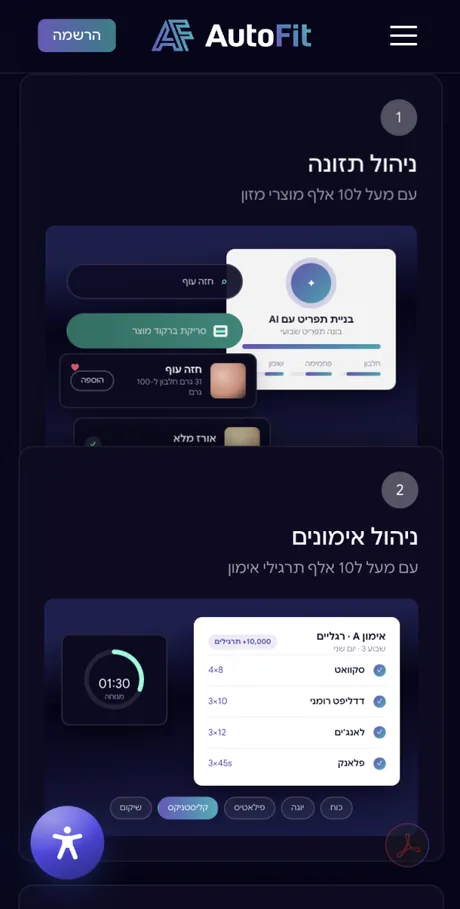 הרשמה
AutoFit
1
ניהול תזונה
עם מעל ל10 אלף מוצרי מזון
חזה עוף
סריקת ברקוד מוצר
בניית תפריט עם AI
בונה תפריט שבועי
חלבון
פחמימה
שומן
חזה עוף
31 גרם חלבון ל-100
גרם
הוספה
אורז מלא
2
ניהול אימונים
עם מעל ל10 אלף תרגילי אימון
אימון A · רגליים
שבוע 3 · יום שני
10,000+ תרגילים
סקוואט
4×8
דדליפט רומני
3×10
לאנג'ים
3×12
פלאנק
3×45s
01:30
מנוחה
כוח
יוגה
פילאטיס
קליסטניקס
שיקום